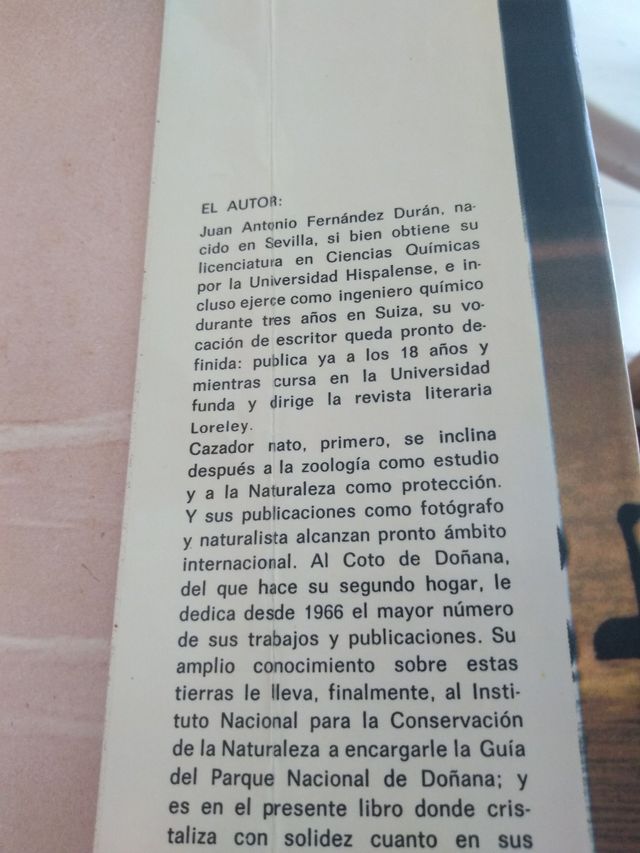 EL AUTOR:
Juan Antonio Fernández Durán, na-
cido en Sevilla, si bien obtiene su
licenciatura en Ciencias Químicas
por la Universidad Hispalense, e in-
cluso ejerce como ingeniero químico
durante tres años en Suiza, su vo-
cación de escritor queda pronto de-
finida: publica ya a los 18 años y
mientras cursa en la Universidad
funda y dirige la revista literaria
Loreley.
Cazador nato, primero, se inclina
después a la zoología como estudio
y a la Naturaleza como protección.
Y sus publicaciones como fotógrafo
y naturalista alcanzan pronto ámbito
internacional. Al Coto de Doñana,
del que hace su segundo hogar, le
dedica desde 1966 el mayor número
de sus trabajos y publicaciones. Su
amplio conocimiento sobre estas
tierras le lleva, finalmente, al Insti-
tuto Nacional para la Conservación
de la Naturaleza a encargarle la Guía
del Parque Nacional de Doñana; y
es en el presente libro donde cris-
taliza con solidez cuanto en sus